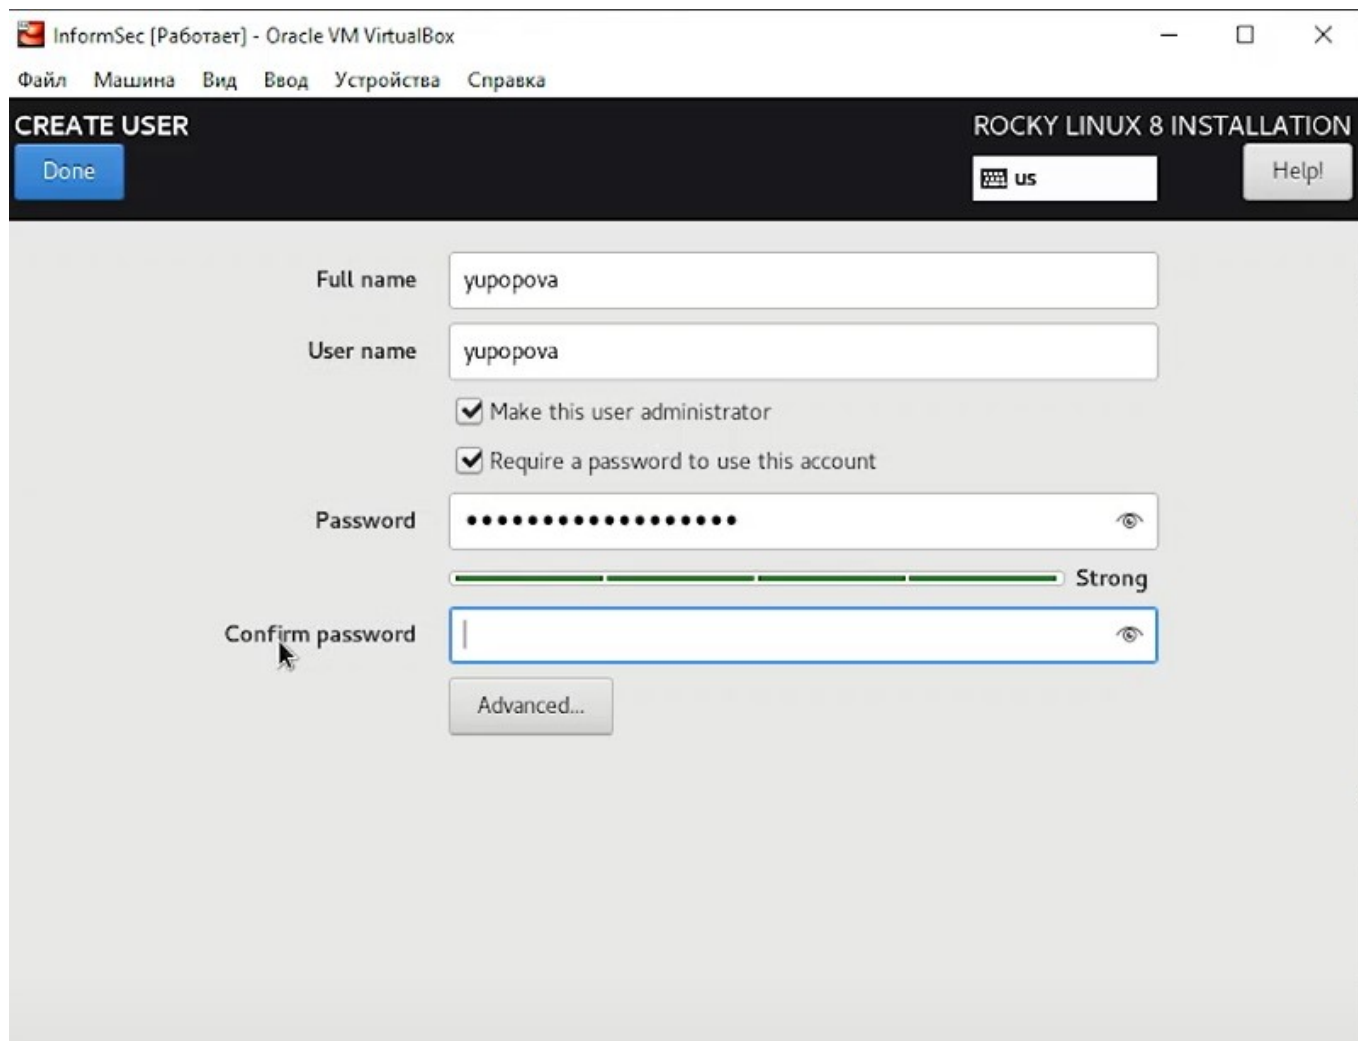 InformSec [Работает] - Oracle VM VirtualBox
Файл Машина Вид Ввод Устройства Справка
CREATE USER
ROCKY LINUX 8 INSTALLATION
Done
us
Help!
Full name
yupopova
User name
yupopova
Make this user administrator
Require a password to use this account
Password
••••••••••••••••••
Strong
Confirm password
Advanced...